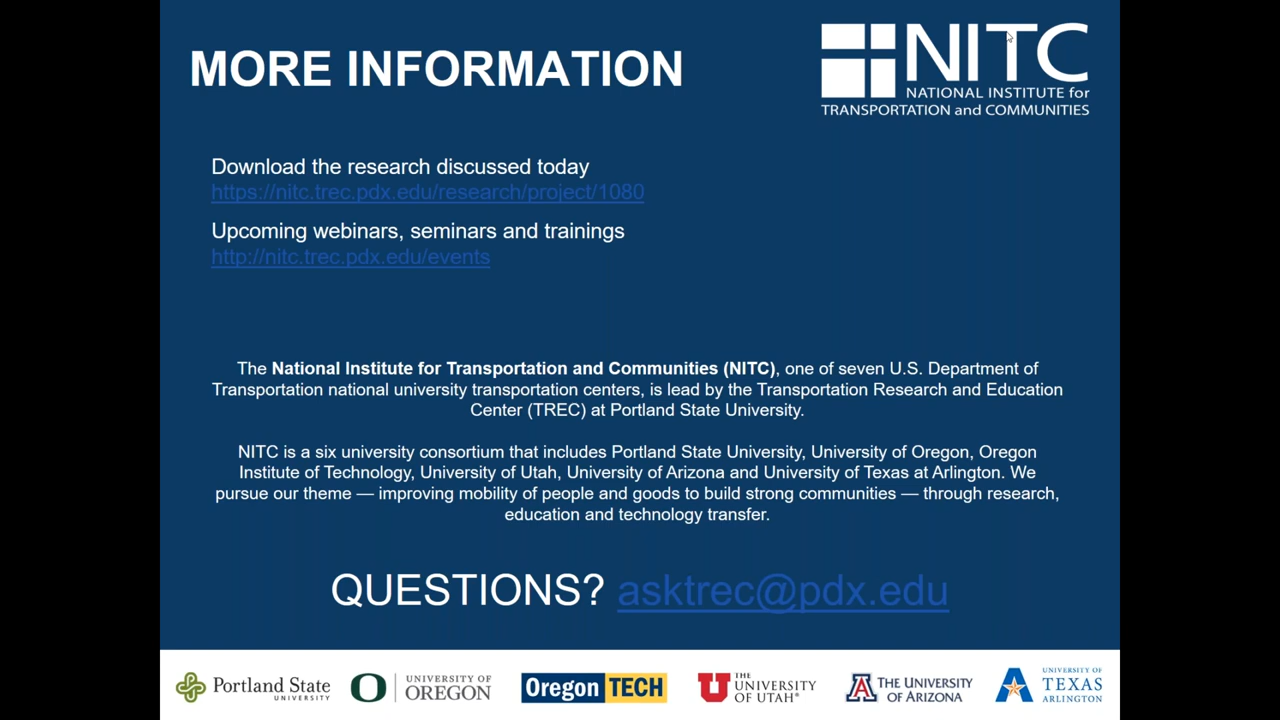 MORE INFORMATION
NITC
NATIONAL INSTITUTE for
TRANSPORTATION and COMMUNITIES
Download the research discussed today
https://nitc.trec.pdx.edu/research/project/1080
Upcoming webinars, seminars and trainings
http://nitc.trec.pdx.edu/events
The National Institute for Transportation and Communities (NITC), one of seven U.S. Department of
Transportation national university transportation centers, is lead by the Transportation Research and Education
Center (TREC) at Portland State University.
NITC is a six university consortium that includes Portland State University, University of Oregon, Oregon
Institute of Technology, University of Utah, University of Arizona and University of Texas at Arlington. We
pursue our theme — improving mobility of people and goods to build strong communities — through research,
education and technology transfer.
QUESTIONS? asktrec@pdx.edu
Portland State
UNIVERSITY
O
UNIVERSITY OF
OREGON
Oregon TECH
U
THE
UNIVERSITY
OF UTAH®
A
THE UNIVERSITY
OF ARIZONA
A
UNIVERSITY OF
TEXAS
ARLINGTON